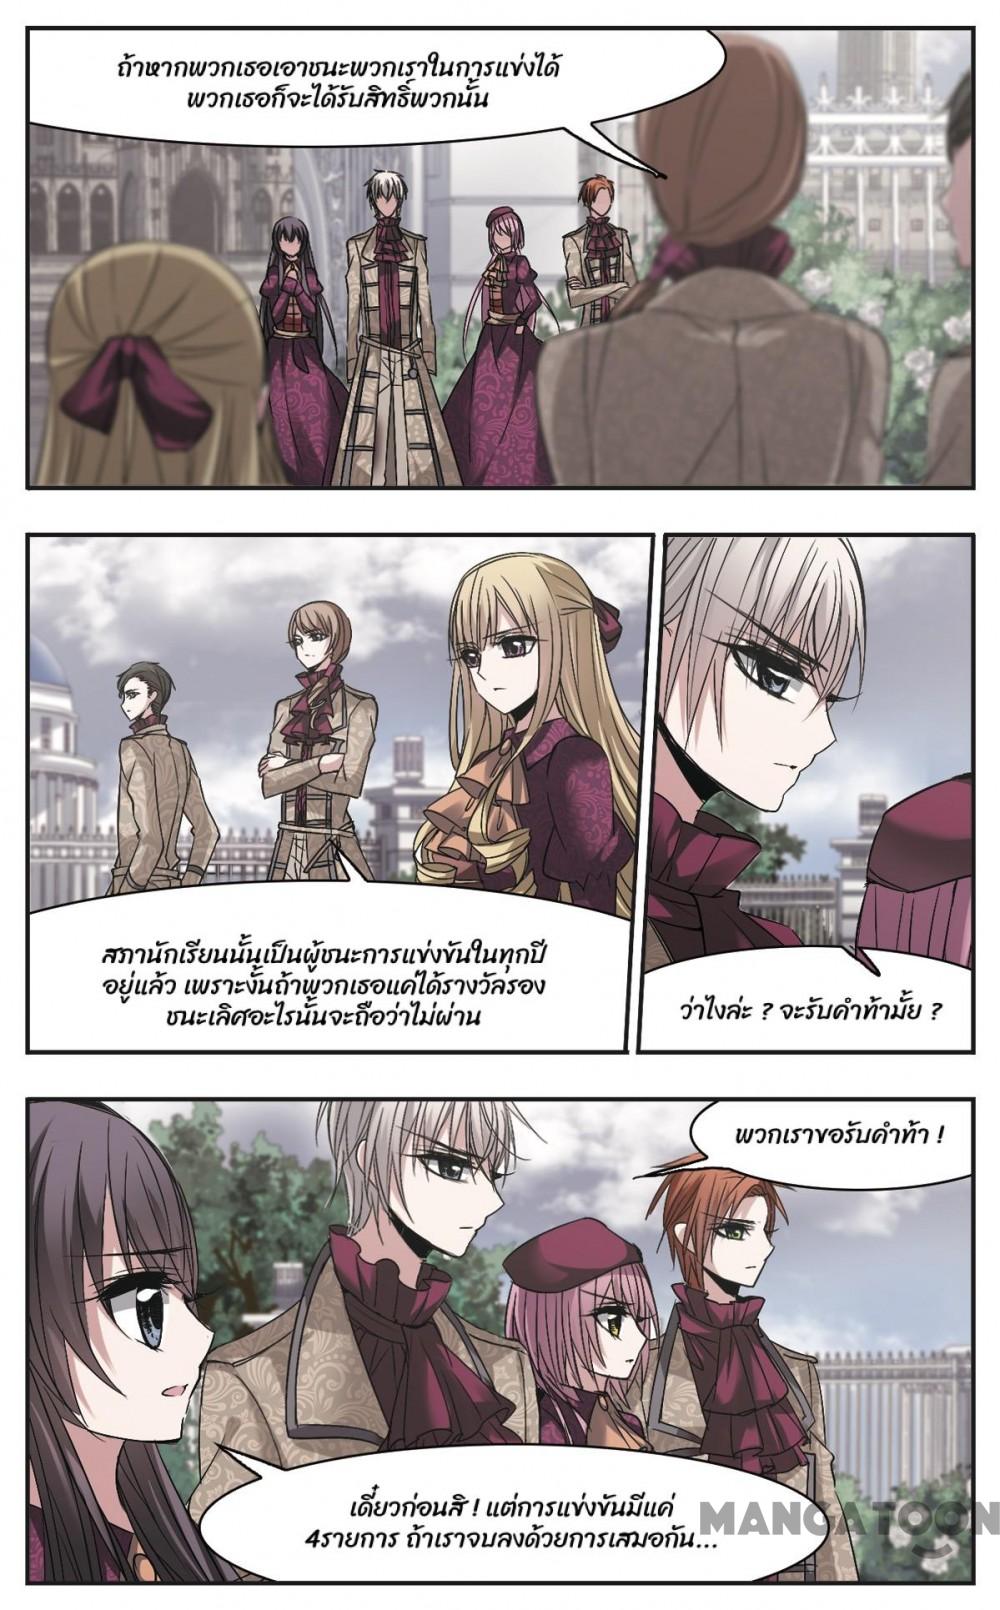 ถ้าหากพวกเธอเอาชนะพวกเราในการแข่งได้
พวกเธอก็จะได้รับสิทธิ์พวกนั้น
สภานักเรียนนั้นเป็นผู้ชนะการแข่งขันในทุกปี
อยู่แล้ว เพราะงั้นถ้าพวกเธอแค่ได้รางวัลรอง
ชนะเลิศอะไรนั้นจะถือว่าไม่ผ่าน
ว่าไงล่ะ ? จะรับคำท้ามั้ย ?
พวกเราขอรับคำท้า !
เดี๋ยวก่อนสิ ! แต่การแข่งขันมีแค่
4รายการ ถ้าเราจบลงด้วยการเสมอกัน...
MANGATOON